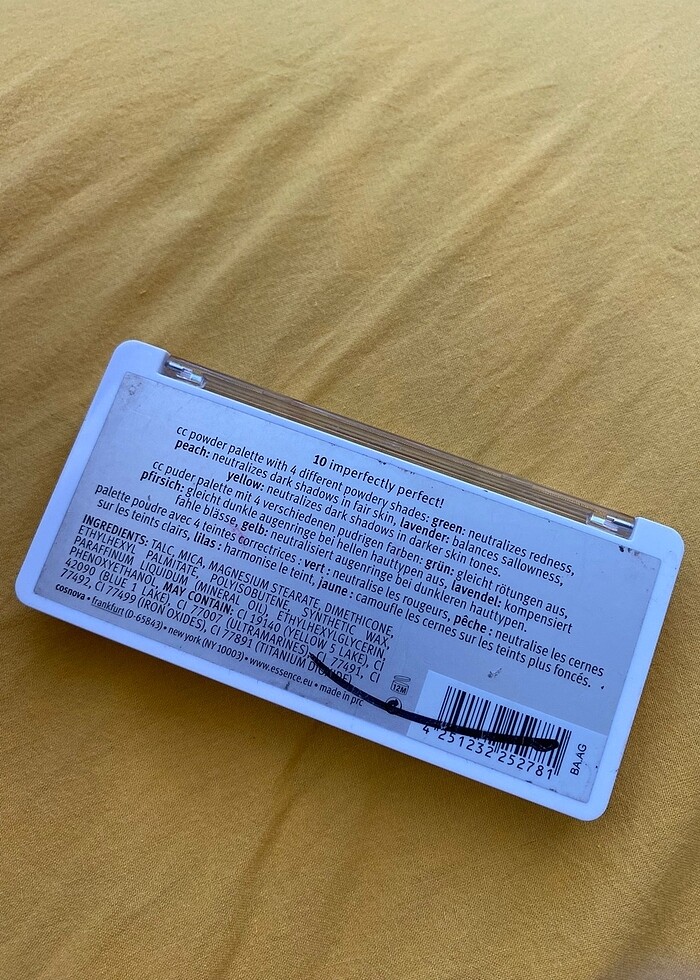 10 imperfectly perfect!
cc powder palette with 4 different powdery shades: green: neutralizes redness,
peach: neutralizes dark shadows in fair skin, lavender: balances sallowness,
yellow: neutralizes dark shadows in darker skin tones.
cc puder palette mit 4 verschiedenen pudrigen farben: grün: gleicht rötungen aus,
pfirsich: gleicht dunkle augenringe bei hellen hauttypen aus, lavendel: kompensiert
fahle blässe, gelb: neutralisiert augenringe bei dunkleren hauttypen.
palette poudre avec 4 teintes correctrices : vert : neutralise les rougeurs, pêche : neutralise les cernes
sur les teints clairs, lilas : harmonise le teint, jaune : camoufle les cernes sur les teints plus foncés.
INGREDIENTS: TALC, MICA, MAGNESIUM STEARATE, DIMETHICONE,
ETHYLHEXYL PALMITATE, POLYISOBUTENE, SYNTHETIC WAX,
PARAFFINUM LIQUIDUM (MINERAL OIL), ETHYLHEXYLGLYCERIN,
PHENOXYETHANOL. MAY CONTAIN: CI 19140 (YELLOW 5 LAKE), CI
42090 (BLUE 1 LAKE), CI 77007 (ULTRAMARINES), CI 77491, CI
77492, CI 77499 (IRON OXIDES), CI 77891 (TITANIUM DIOXIDE).
cosnova • frankfurt (D-65843) • new york (NY 10003) • www.essence.eu • made in prc
12M
4 251232 252781
BA.AG